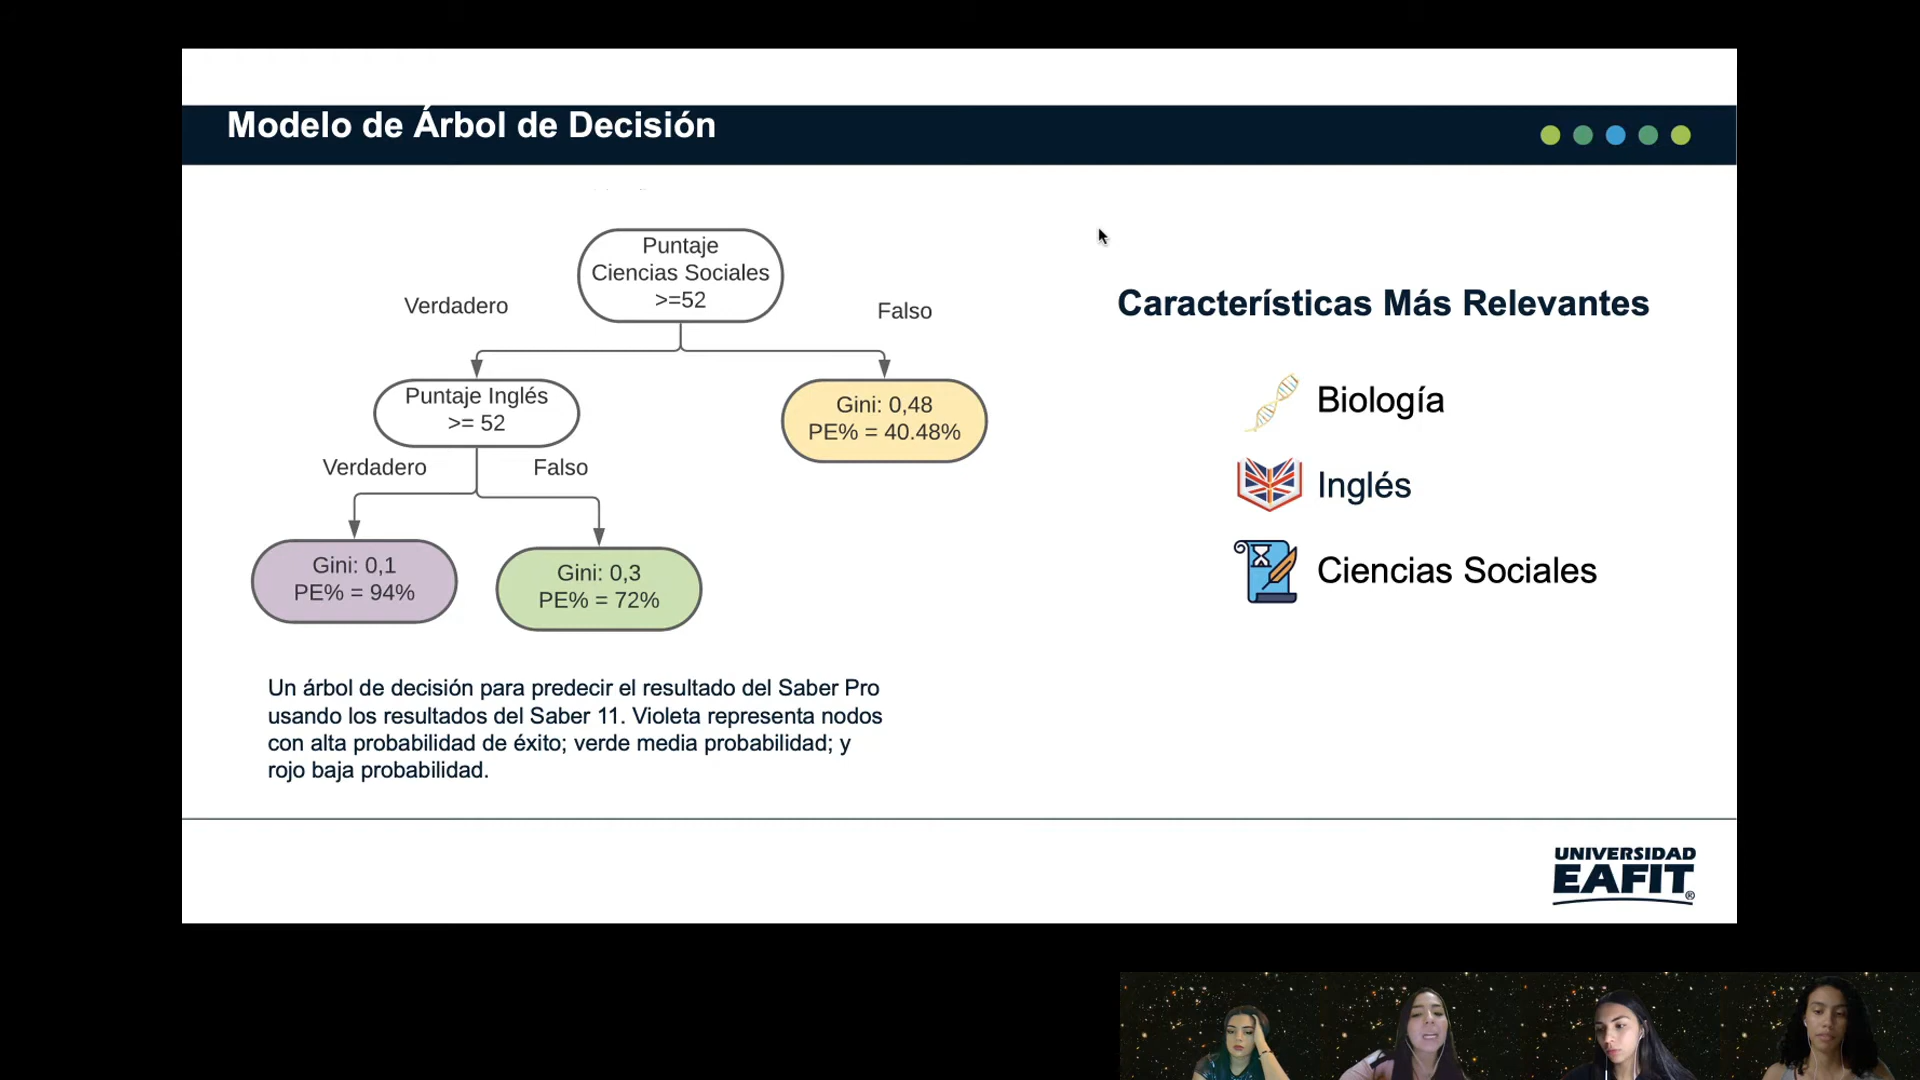 Modelo de Árbol de Decisión
Puntaje
Ciencias Sociales
>=52
Verdadero
Falso
Puntaje Inglés
>= 52
Gini: 0,48
PE% = 40.48%
Verdadero
Falso
Gini: 0,1
PE% = 94%
Gini: 0,3
PE% = 72%
Un árbol de decisión para predecir el resultado del Saber Pro
usando los resultados del Saber 11. Violeta representa nodos
con alta probabilidad de éxito; verde media probabilidad; y
rojo baja probabilidad.
Características Más Relevantes
Biología
Inglés
Ciencias Sociales
UNIVERSIDAD
EAFIT®